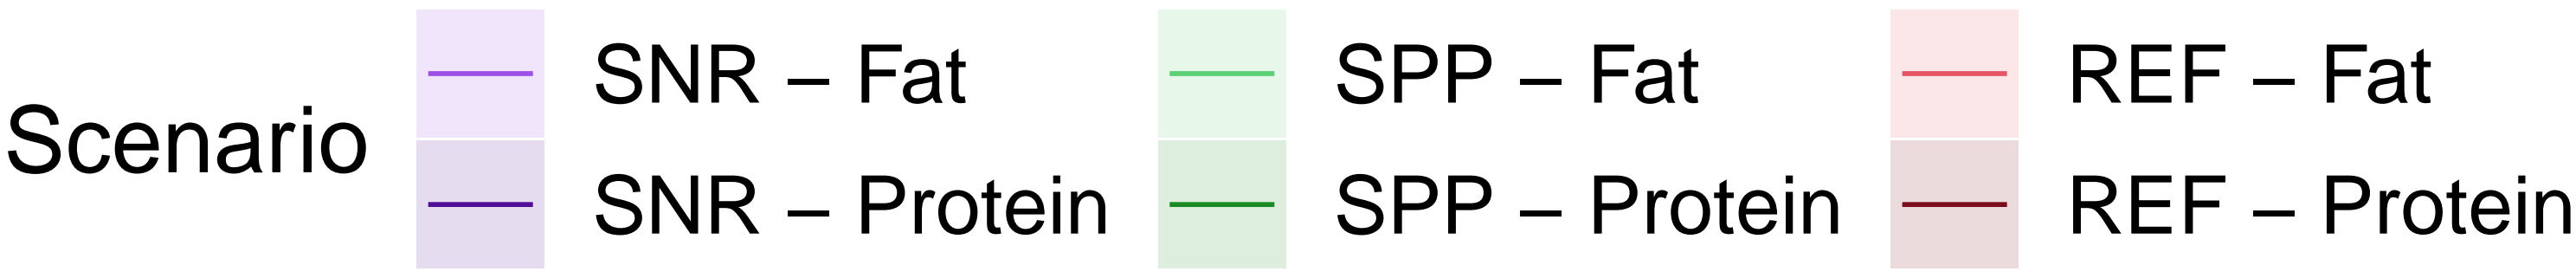 Scenario
SNR – Fat
SPP – Fat
REF – Fat
SNR – Protein
SPP – Protein
REF – Protein